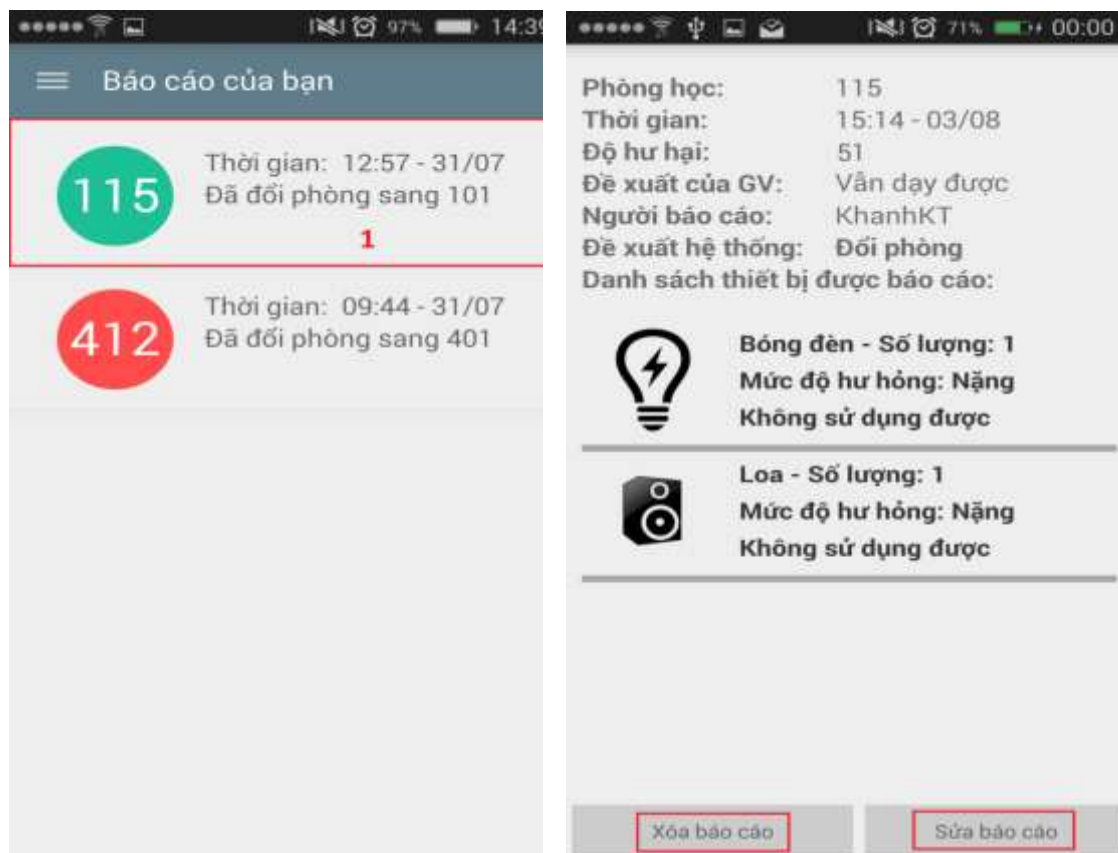 97% 14:39
Báo cáo của bạn
115
Thời gian: 12:57 - 31/07
Đã đổi phòng sang 101
1
412
Thời gian: 09:44 - 31/07
Đã đổi phòng sang 401
71% 00:00
Phòng học: 115
Thời gian: 15:14 - 03/08
Độ hư hại: 51
Đề xuất của GV: Vẫn dạy được
Người báo cáo: KhanhKT
Đề xuất hệ thống: Đổi phòng
Danh sách thiết bị được báo cáo:
Bóng đèn - Số lượng: 1
Mức độ hư hỏng: Nặng
Không sử dụng được
Loa - Số lượng: 1
Mức độ hư hỏng: Nặng
Không sử dụng được
Xóa báo cáo
Sửa báo cáo